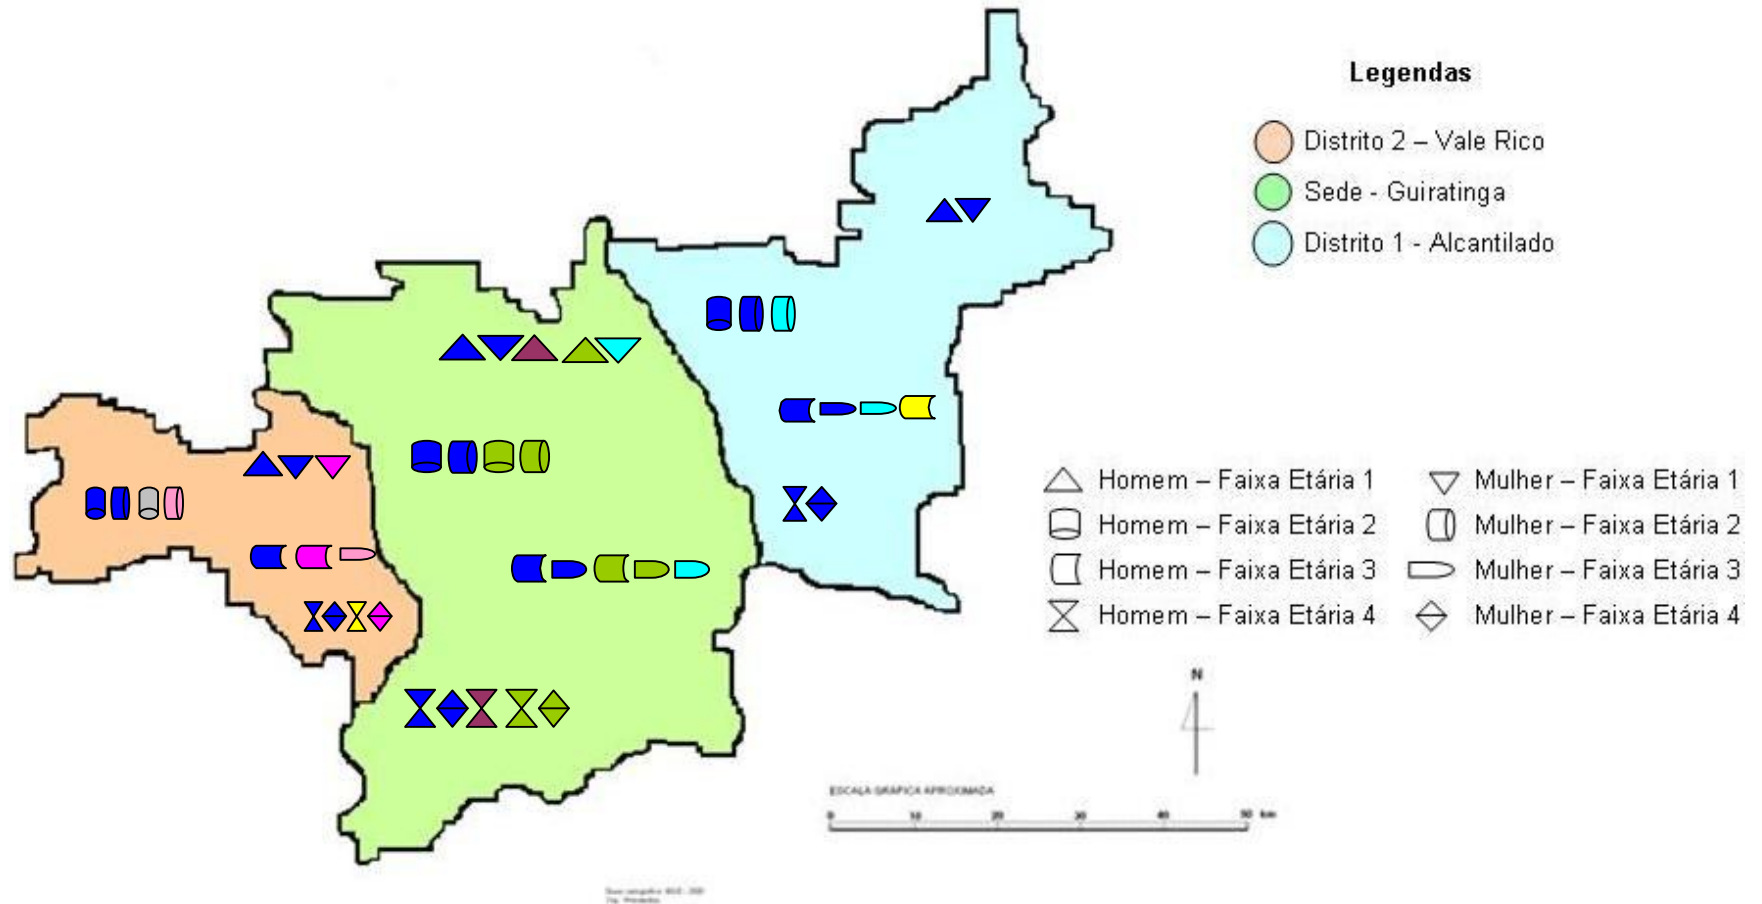 Legendas
Distrito 2 – Vale Rico
Sede - Guiratinga
Distrito 1 - Alcantilado
Homem – Faixa Etária 1
Mulher – Faixa Etária 1
Homem – Faixa Etária 2
Mulher – Faixa Etária 2
Homem – Faixa Etária 3
Mulher – Faixa Etária 3
Homem – Faixa Etária 4
Mulher – Faixa Etária 4
N
ESCALA GRÁFICA APROXIMADA
0 10 20 30 40 50 km